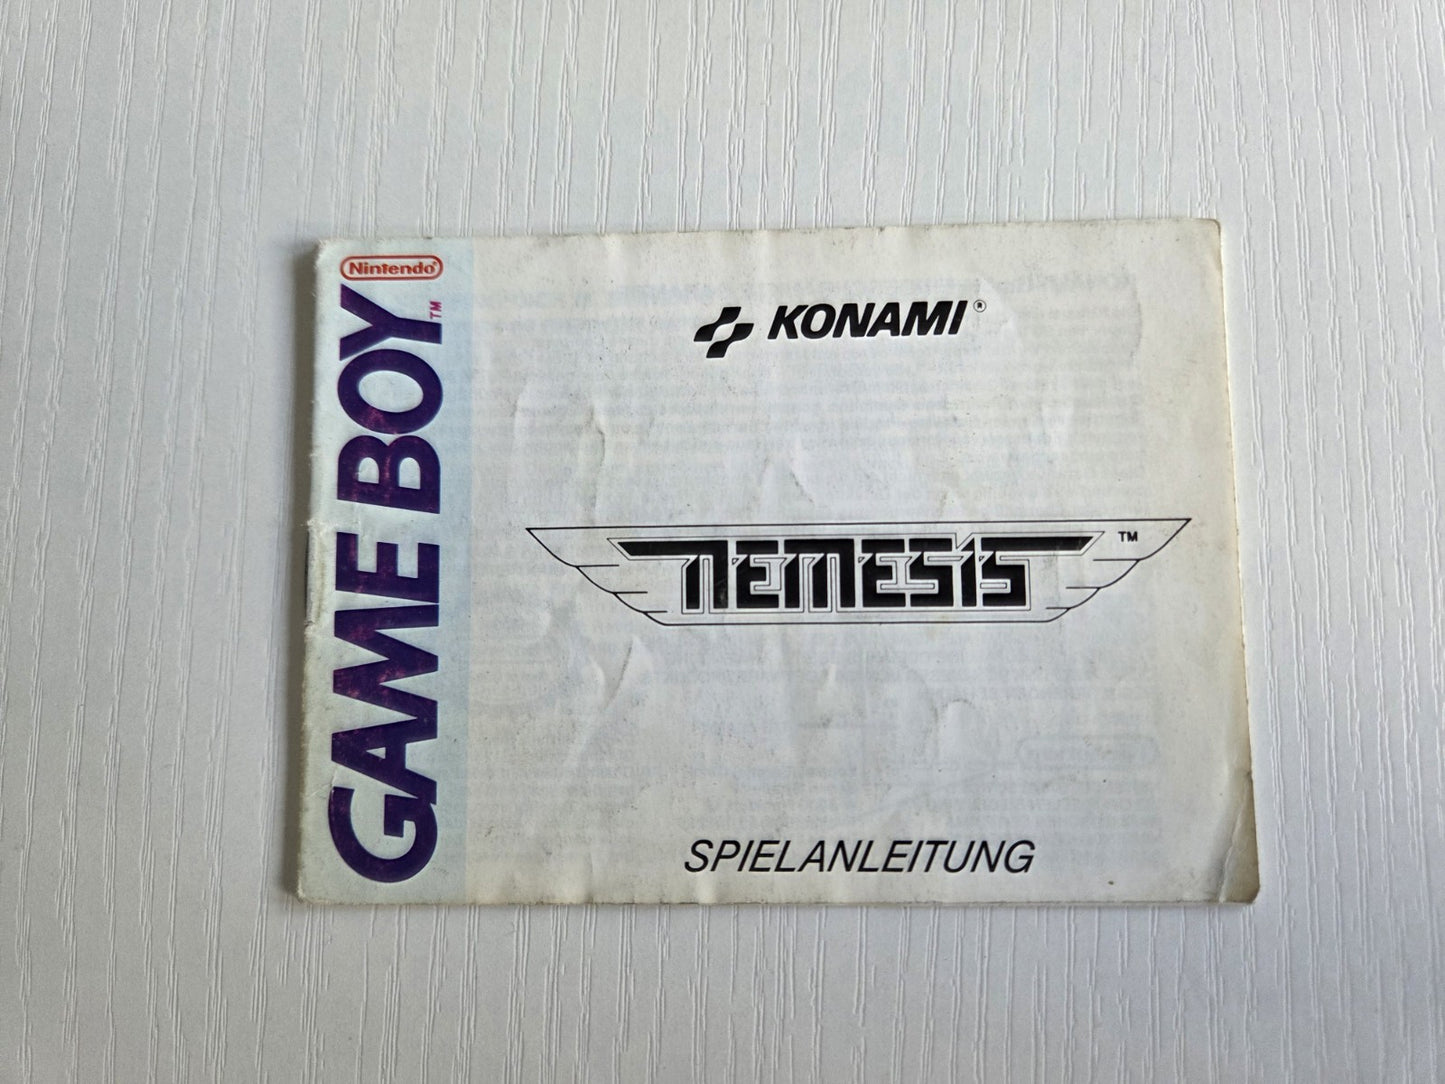 Nintendo®
GAME BOY™
KONAMI®
NEMESIS™
SPIELANLEITUNG